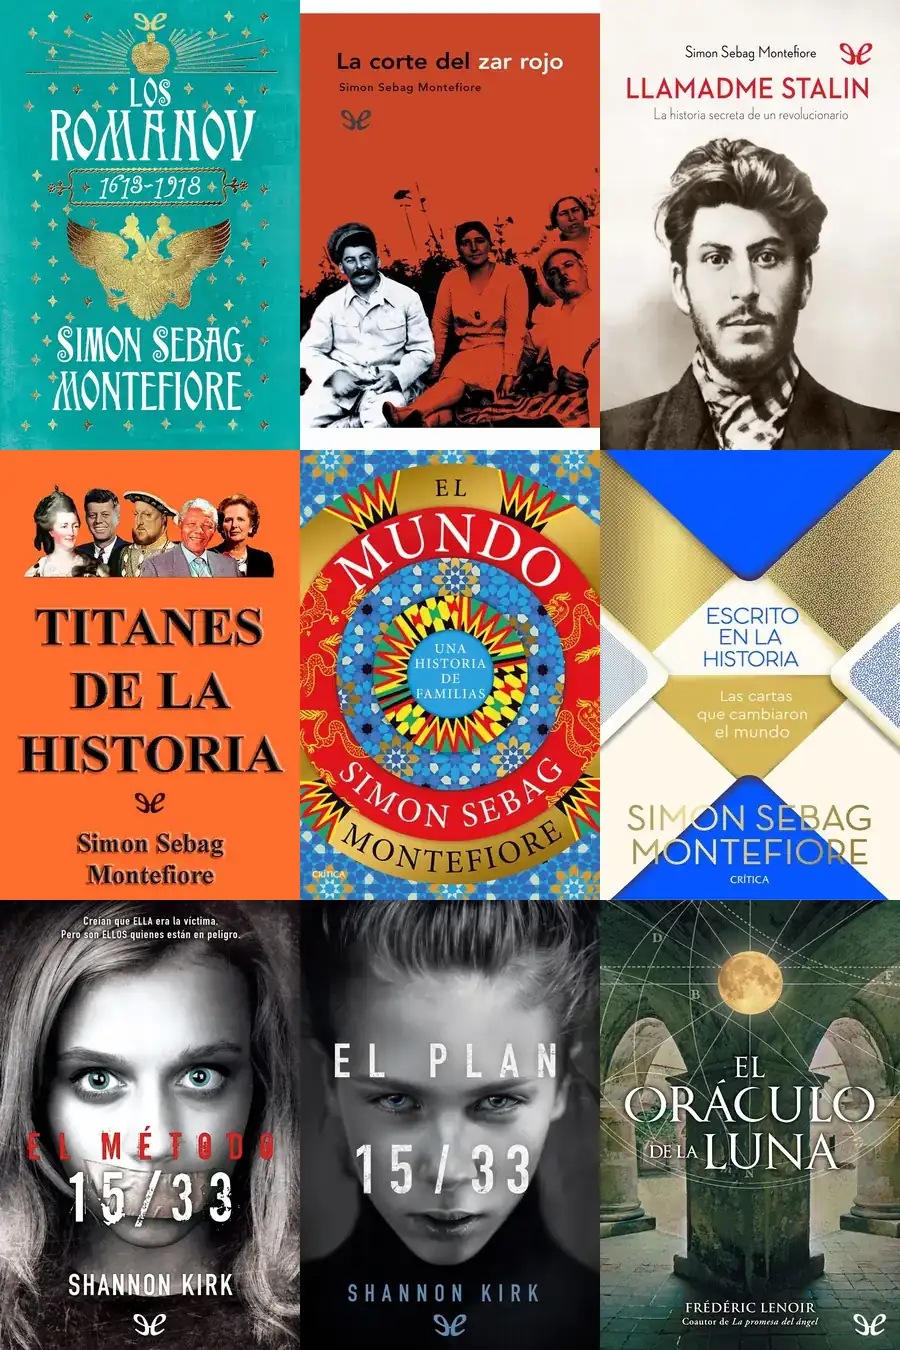 LOS
ROMANOV
1613-1918
SIMON SEBAG
MONTEFIORE
La corte del zar rojo
Simon Sebag Montefiore
Simon Sebag Montefiore
LLAMADME STALIN
La historia secreta de un revolucionario
TITANES
DE LA
HISTORIA
Simon Sebag
Montefiore
EL
MUNDO
UNA
HISTORIA
DE
FAMILIAS
SIMON SEBAG
MONTEFIORE
CRÍTICA
ESCRITO
EN LA
HISTORIA
Las cartas
que cambiaron
el mundo
SIMON SEBAG
MONTEFIORE
CRÍTICA
Creían que ELLA era la víctima.
Pero son ELLOS quienes están en peligro.
EL MÉTODO
15/33
SHANNON KIRK
EL PLAN
15/33
SHANNON KIRK
D
F
B
EL
ORÁCULO
DE LA LUNA
N
FRÉDÉRIC LENOIR
Coautor de La promesa del ángel